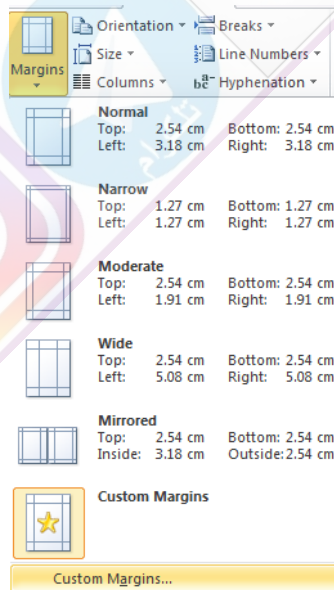 Margins
Orientation
Breaks
Size
Line Numbers
Columns
Hyphenation
Normal
Top: 2.54 cm Bottom: 2.54 cm
Left: 3.18 cm Right: 3.18 cm
Narrow
Top: 1.27 cm Bottom: 1.27 cm
Left: 1.27 cm Right: 1.27 cm
Moderate
Top: 2.54 cm Bottom: 2.54 cm
Left: 1.91 cm Right: 1.91 cm
Wide
Top: 2.54 cm Bottom: 2.54 cm
Left: 5.08 cm Right: 5.08 cm
Mirrored
Top: 2.54 cm Bottom: 2.54 cm
Inside: 3.18 cm Outside: 2.54 cm
Custom Margins
Custom Margins...